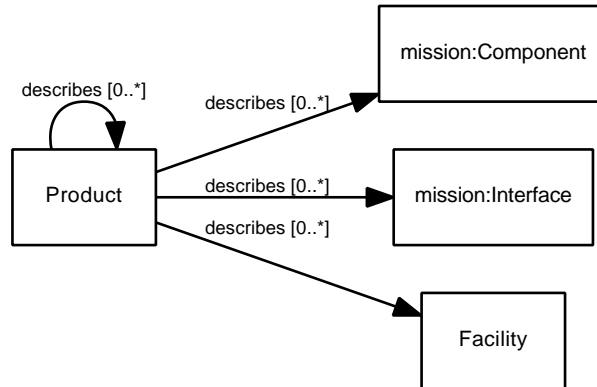 mission:Component
describes [0..*]
describes [0..*]
Product
describes [0..*]
mission:Interface
describes [0..*]
Facility